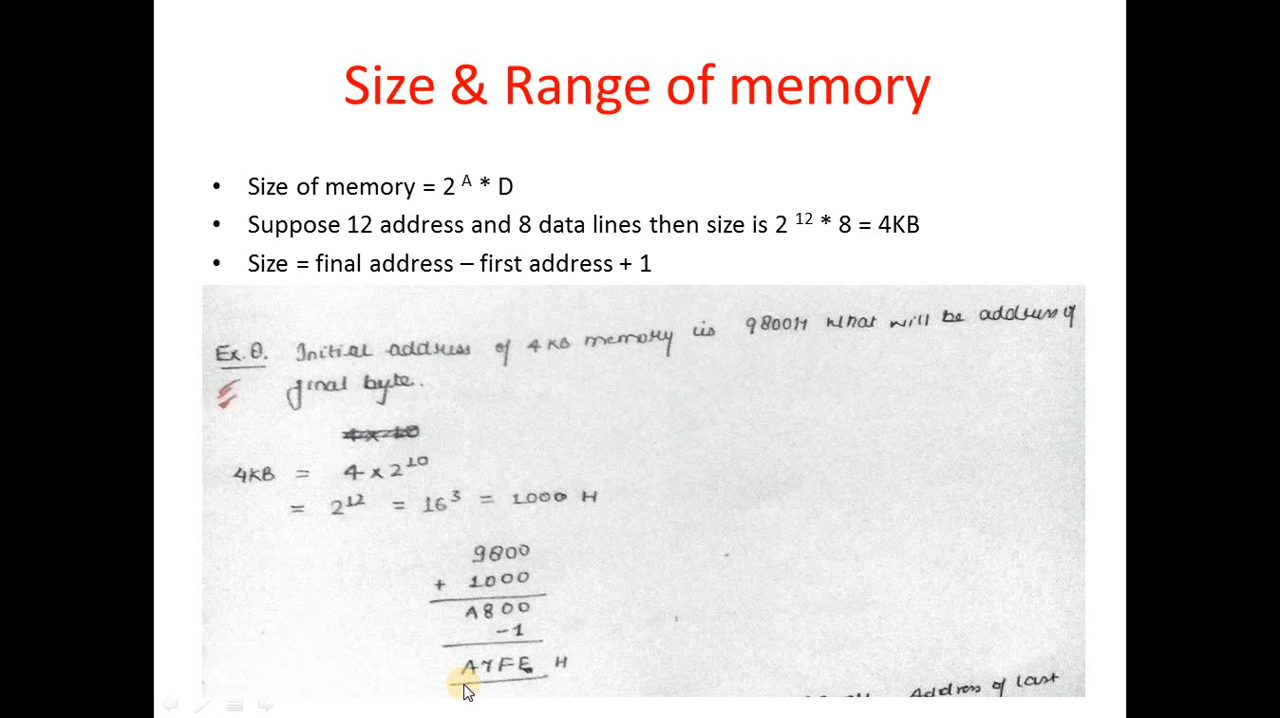 Size & Range of memory
• Size of memory = 2 ^A * D
• Suppose 12 address and 8 data lines then size is 2 ^12 * 8 = 4KB
• Size = final address – first address + 1
Ex.Q. Initial address of 4KB memory is 9800H what will be address of
final byte.
4KB = 4 x 2^10
= 2^12 = 16^3 = 1000 H
9800
+ 1000
A800
-1
A7FE H
Address of last